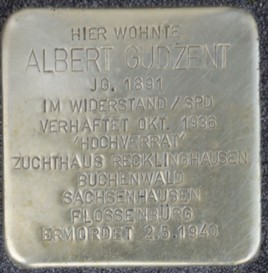 HIER WOHNTE
ALBERT GUDZENT
JG. 1891
IM WIDERSTAND / SPD
VERHAFTET OKT. 1936
'HOCHVERRAT'
ZUCHTHAUS RECKLINGHAUSEN
BUCHENWALD
SACHSENHAUSEN
FLOSSENBÜRG
ERMORDET 2.5.1940